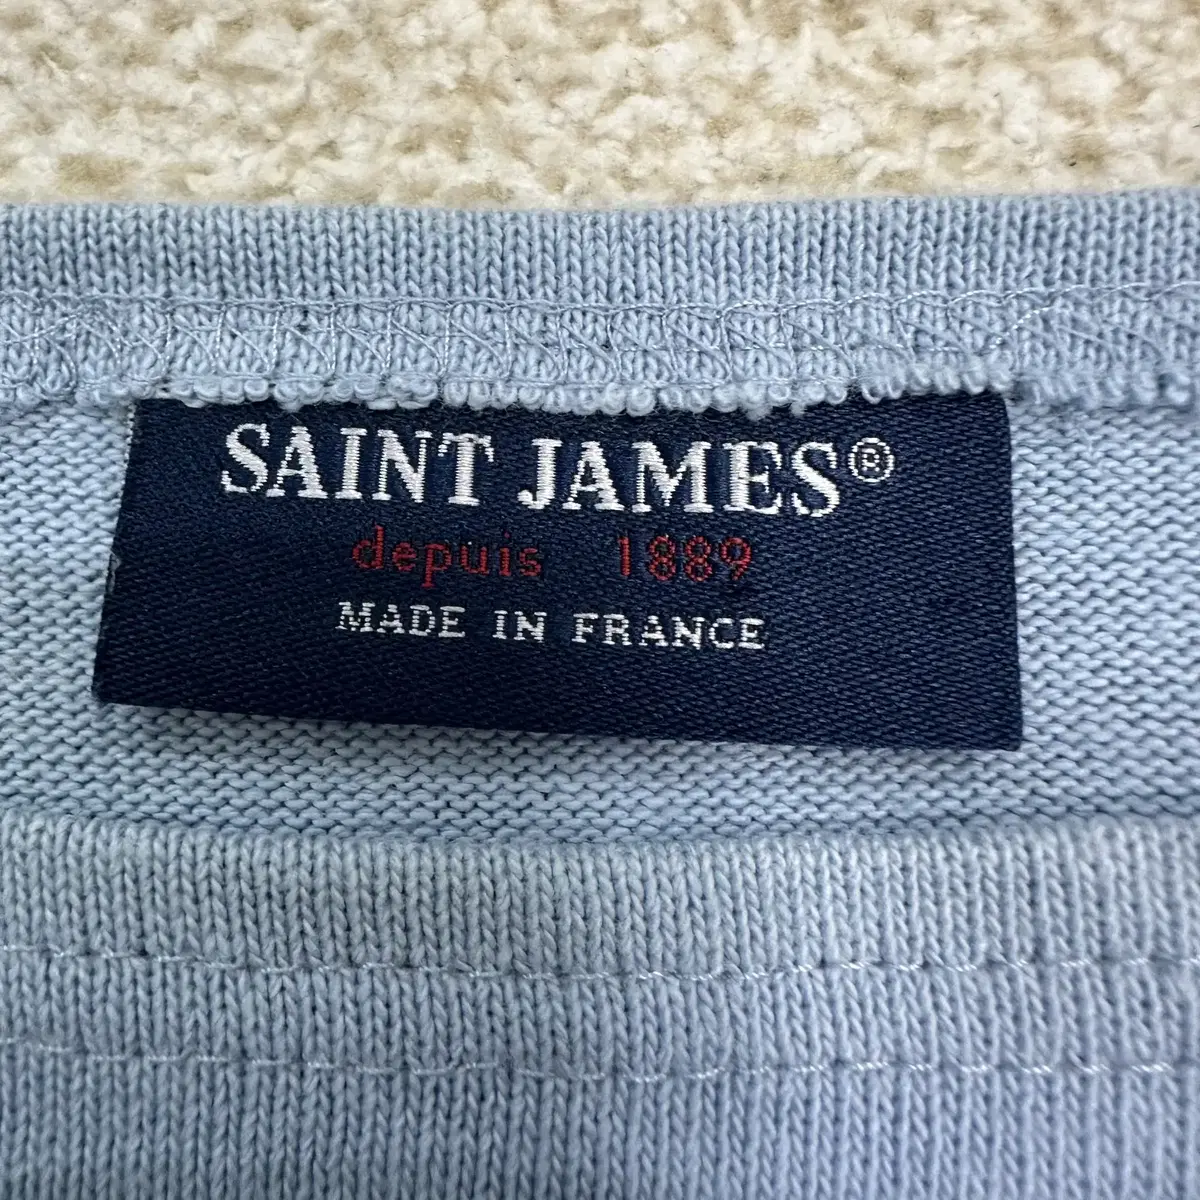 SAINT JAMES®
depuis 1889
MADE IN FRANCE